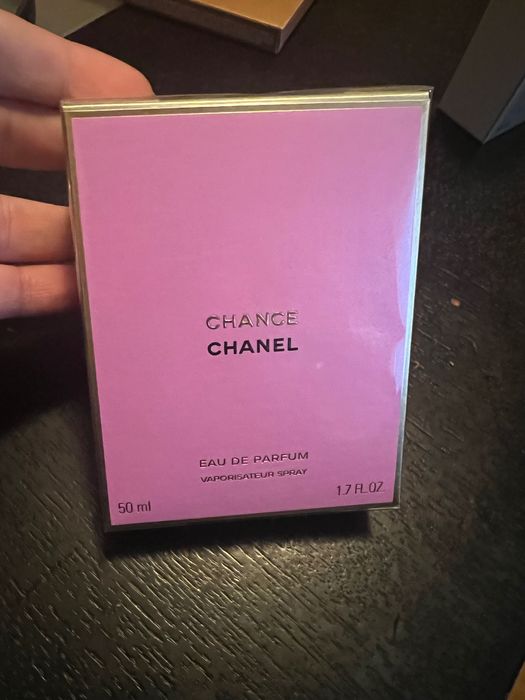 CHANCE
CHANEL
EAU DE PARFUM
VAPORISATEUR SPRAY
50 ml
1.7 FL.OZ.